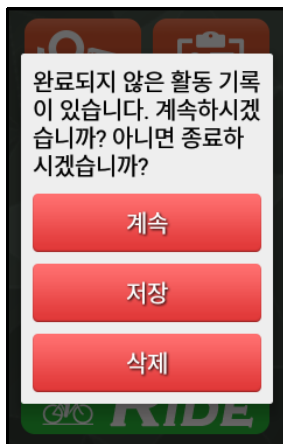 완료되지 않은 활동 기록
이 있습니다. 계속하시겠
습니까? 아니면 종료하
시겠습니까?
계속
저장
삭제
RIDE